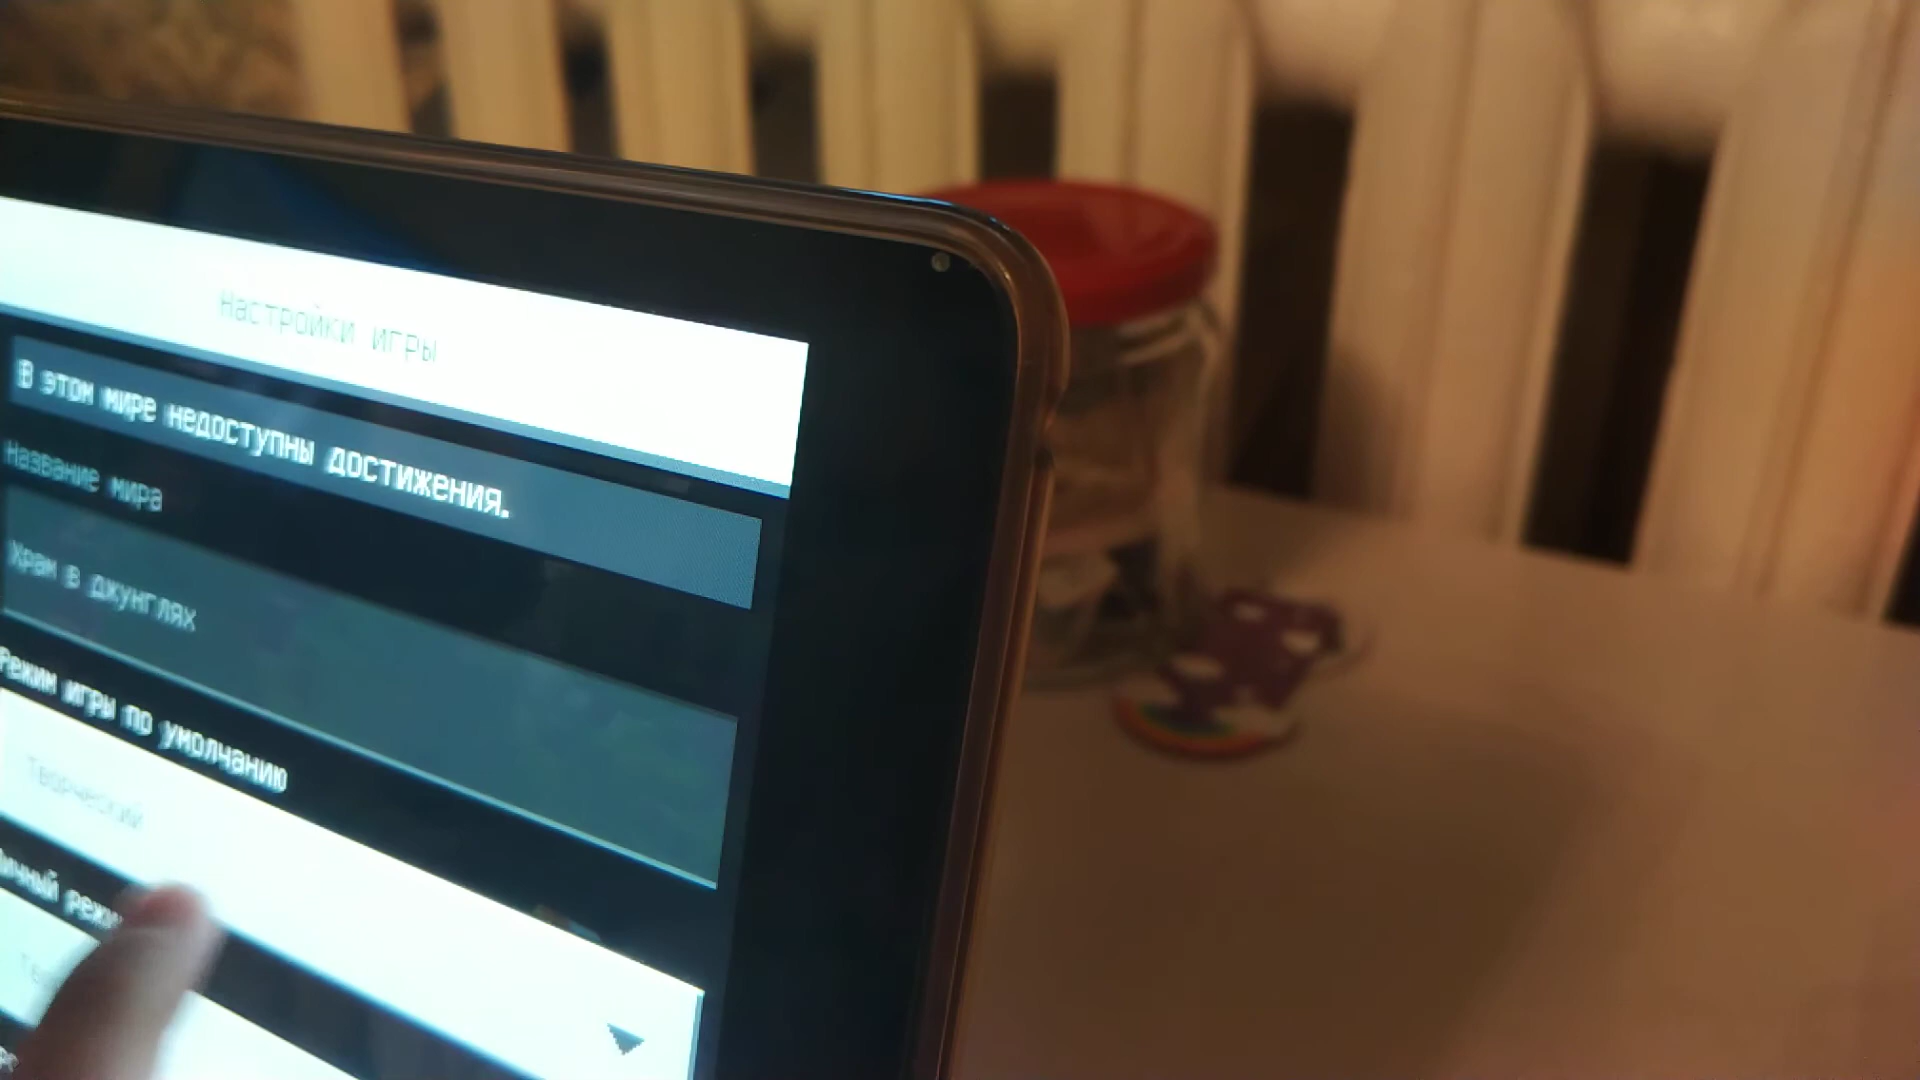 Настройки игры
В этом мире недоступны достижения.
Название мира
Храм в джунглях
Режим игры по умолчанию
Творческий